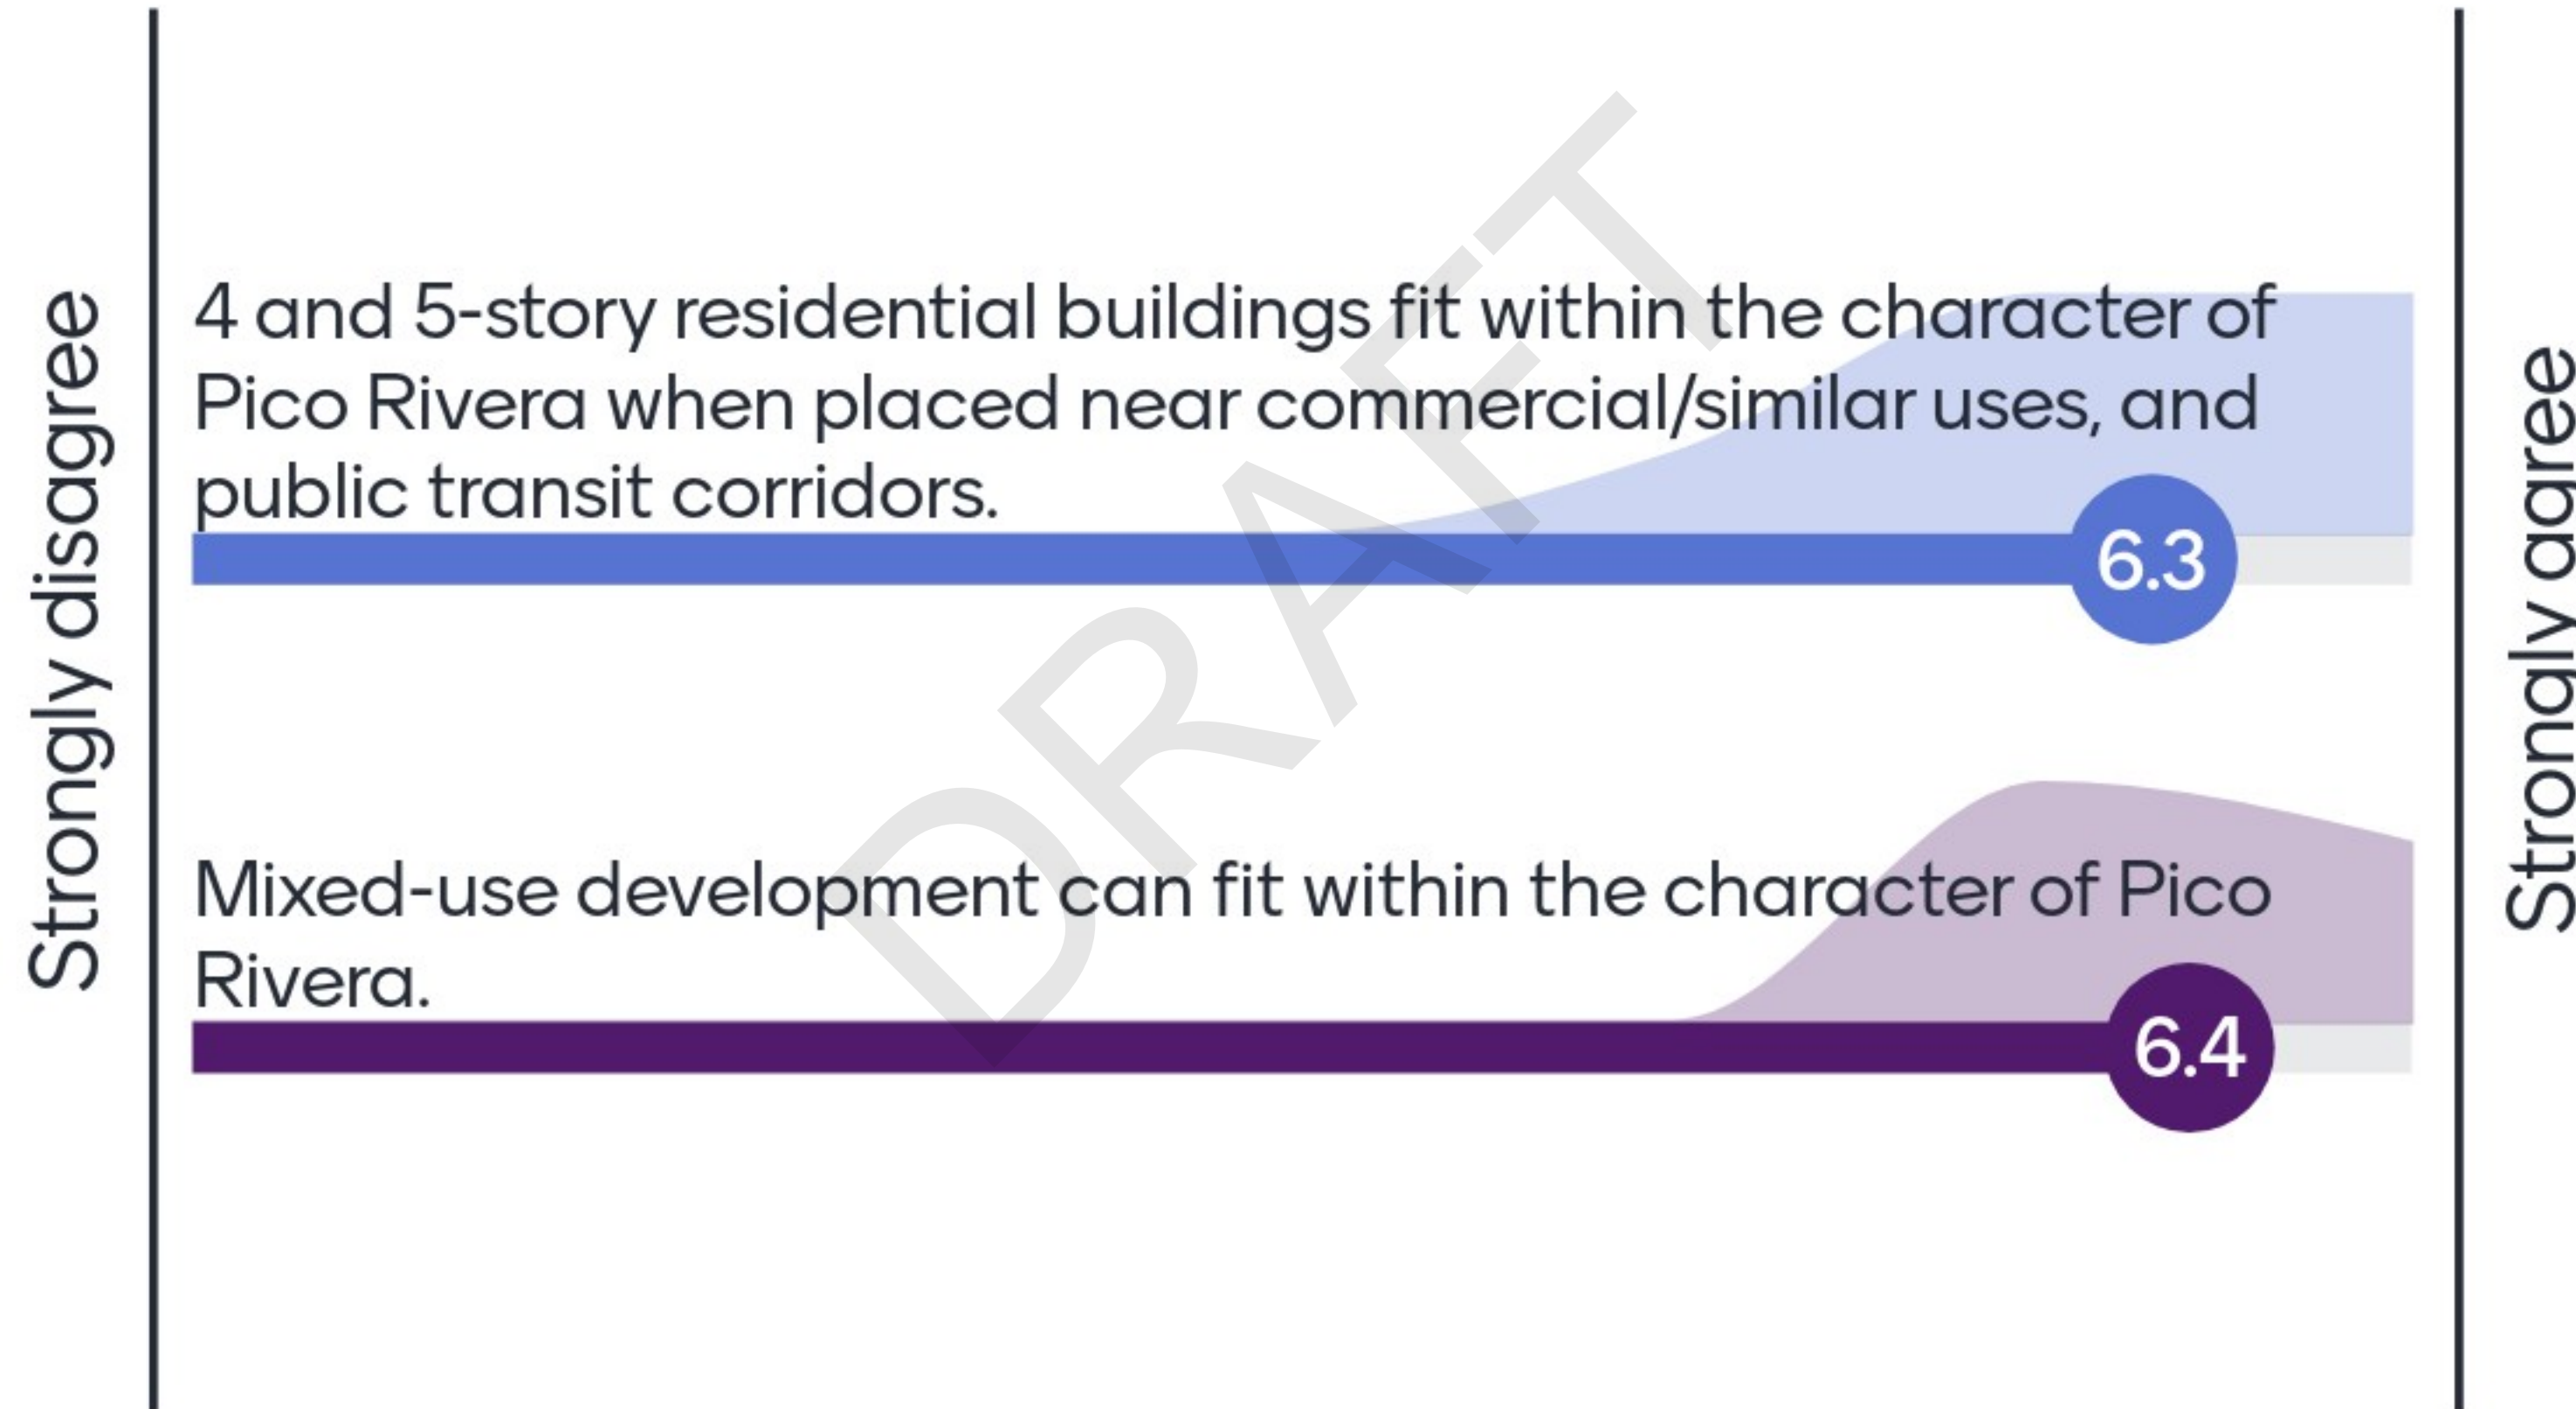 Strongly disagree
4 and 5-story residential buildings fit within the character of
Pico Rivera when placed near commercial/similar uses, and
public transit corridors.
6.3
Mixed-use development can fit within the character of Pico
Rivera.
6.4
Strongly agree
DRAFT